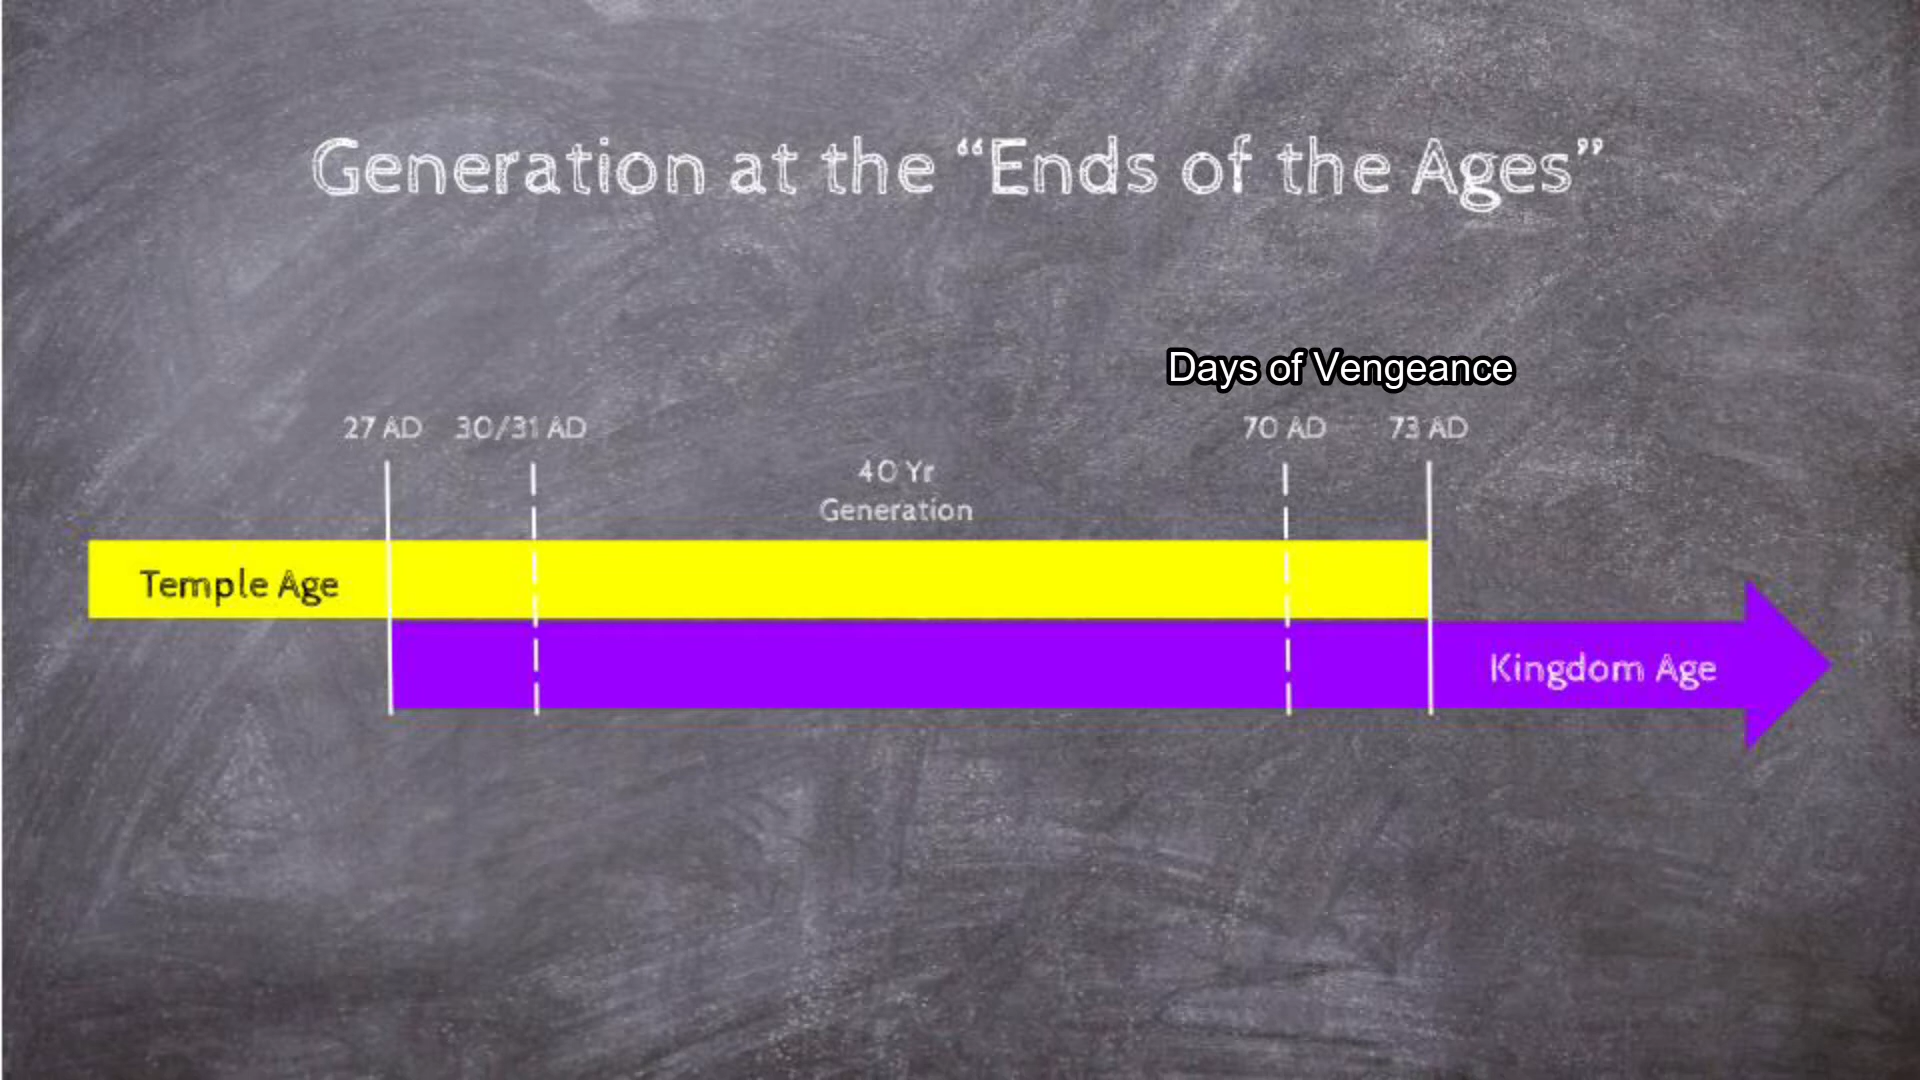 Generation at the “Ends of the Ages”
Days of Vengeance
27 AD 30/31 AD 70 AD 73 AD
40 Yr
Generation
Temple Age
Kingdom Age